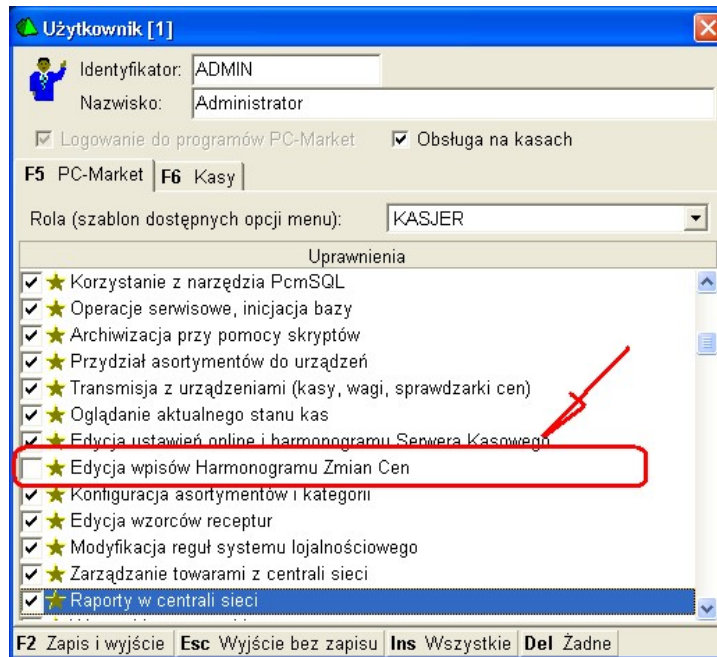 Użytkownik [1]
Identyfikator: ADMIN
Nazwisko: Administrator
Logowanie do programów PC-Market Obsługa na kasach
F5 PC-Market F6 Kasy
Rola (szablon dostępnych opcji menu): KASJER
Uprawnienia
Korzystanie z narzędzia PcmSQL
Operacje serwisowe, inicjacja bazy
Archiwizacja przy pomocy skryptów
Przydział asortymentów do urządzeń
Transmisja z urządzeniami (kasy, wagi, sprawdzarki cen)
Oglądanie aktualnego stanu kas
Edycja ustawień online i harmonogramu Serwera Kasowego
Edycja wpisów Harmonogramu Zmian Cen
Konfiguracja asortymentów i kategorii
Edycja wzorców receptur
Modyfikacja reguł systemu lojalnościowego
Zarządzanie towarami z centrali sieci
Raporty w centrali sieci
F2 Zapis i wyjście Esc Wyjście bez zapisu Ins Wszystkie Del Żadne